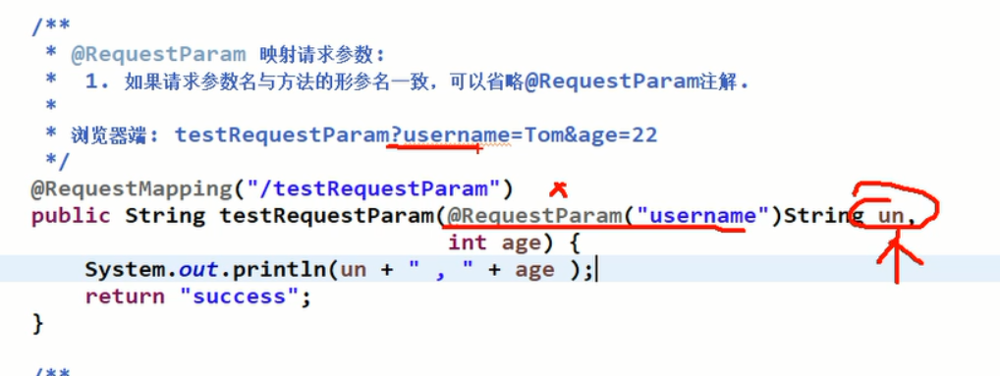 /**
* @RequestParam 映射请求参数:
* 1. 如果请求参数名与方法的形参名一致, 可以省略@RequestParam注解.
*
* 浏览器端: testRequestParam?username=Tom&age=22
*/
@RequestMapping("/testRequestParam")
public String testRequestParam(@RequestParam("username")String un,
int age) {
System.out.println(un + " , " + age );
return "success";
}
/**